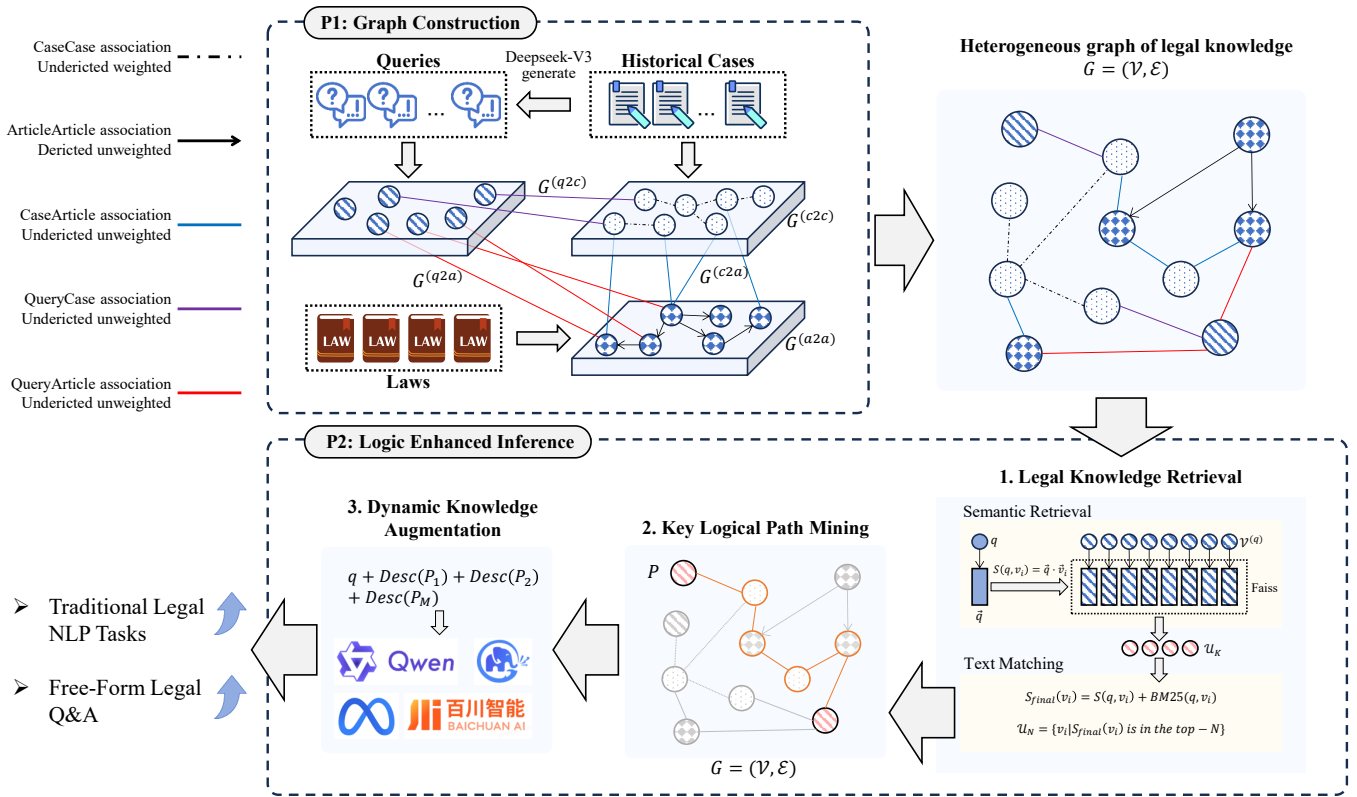 CaseCase association
Undericted weighted
ArticleArticle association
Dericted unweighted
CaseArticle association
Undericted unweighted
QueryCase association
Undericted unweighted
QueryArticle association
Undericted unweighted
P1: Graph Construction
Queries
Deepseek-V3
generate
Historical Cases
...
...
G^(q2c)
G^(c2c)
G^(q2a)
G^(c2a)
G^(a2a)
LAW
LAW
LAW
LAW
Laws
Heterogeneous graph of legal knowledge
G = (𝒱, ℰ)
P2: Logic Enhanced Inference
1. Legal Knowledge Retrieval
Semantic Retrieval
q
𝒱^(q)
S(q, v_i) = q⃗ · v⃗_i
q⃗
Faiss
𝒰_K
Text Matching
S_final(v_i) = S(q, v_i) + BM25(q, v_i)
𝒰_N = {v_i|S_final(v_i) is in the top − N}
2. Key Logical Path Mining
P
G = (𝒱, ℰ)
3. Dynamic Knowledge
Augmentation
q + Desc(P_1) + Desc(P_2)
+ Desc(P_M)
Qwen
百川智能
BAICHUAN AI
➢ Traditional Legal
NLP Tasks
➢ Free-Form Legal
Q&A